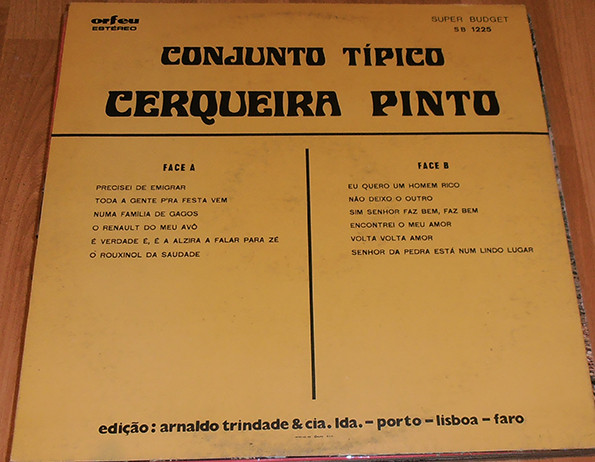 orfeu
ESTÉREO
SUPER BUDGET
SB 1225
CONJUNTO TÍPICO
CERQUEIRA PINTO
FACE A
PRECISEI DE EMIGRAR
TODA A GENTE P'RA FESTA VEM
NUMA FAMÍLIA DE GAGOS
O RENAULT DO MEU AVÔ
É VERDADE É, É A ALZIRA A FALAR PARA ZÉ
Ó ROUXINOL DA SAUDADE
FACE B
EU QUERO UM HOMEM RICO
NÃO DEIXO O OUTRO
SIM SENHOR FAZ BEM, FAZ BEM
ENCONTREI O MEU AMOR
VOLTA VOLTA AMOR
SENHOR DA PEDRA ESTÁ NUM LINDO LUGAR
edição: arnaldo trindade & cia. lda. – porto – lisboa – faro